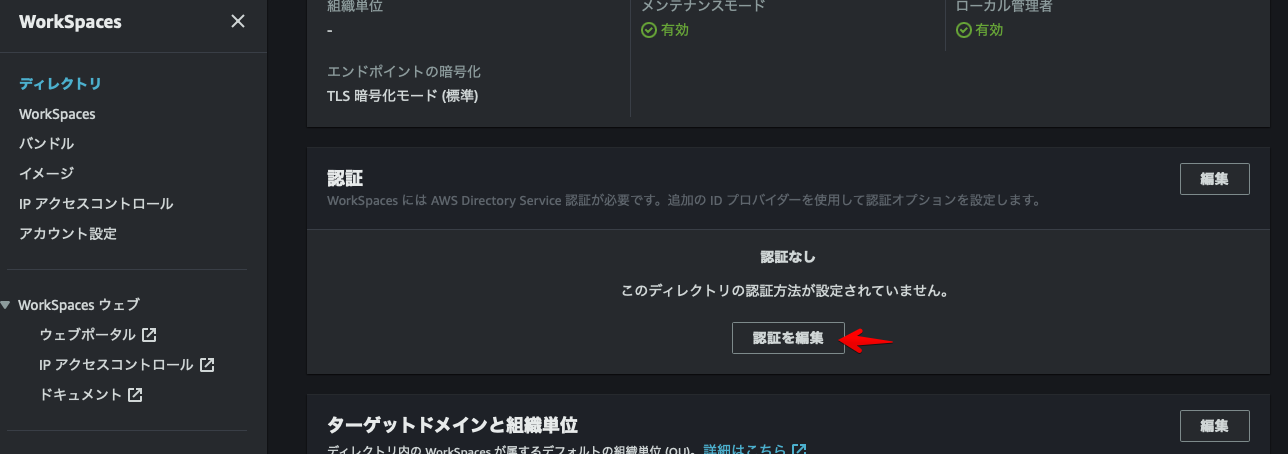 WorkSpaces
ディレクトリ
WorkSpaces
バンドル
イメージ
IP アクセスコントロール
アカウント設定
WorkSpaces ウェブ
ウェブポータル
IP アクセスコントロール
ドキュメント
組織単位
-
メンテナンスモード
有効
ローカル管理者
有効
エンドポイントの暗号化
TLS 暗号化モード (標準)
認証
編集
WorkSpaces には AWS Directory Service 認証が必要です。追加の ID プロバイダーを使用して認証オプションを設定します。
認証なし
このディレクトリの認証方法が設定されていません。
認証を編集
ターゲットドメインと組織単位
編集
ディレクトリ内の WorkSpaces が属するデフォルトの組織単位 (OU)。 詳細はこちら